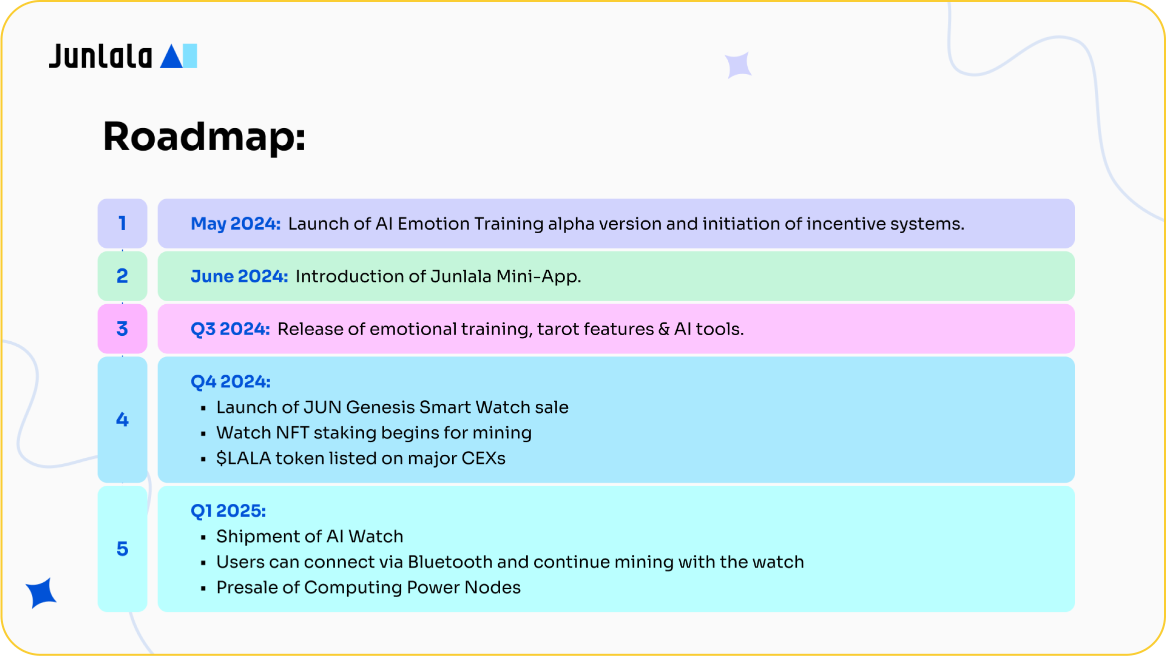 Junlala AI
Roadmap:
1
May 2024: Launch of AI Emotion Training alpha version and initiation of incentive systems.
2
June 2024: Introduction of Junlala Mini-App.
3
Q3 2024: Release of emotional training, tarot features & AI tools.
4
Q4 2024:
▪ Launch of JUN Genesis Smart Watch sale
▪ Watch NFT staking begins for mining
▪ $LALA token listed on major CEXs
5
Q1 2025:
▪ Shipment of AI Watch
▪ Users can connect via Bluetooth and continue mining with the watch
▪ Presale of Computing Power Nodes